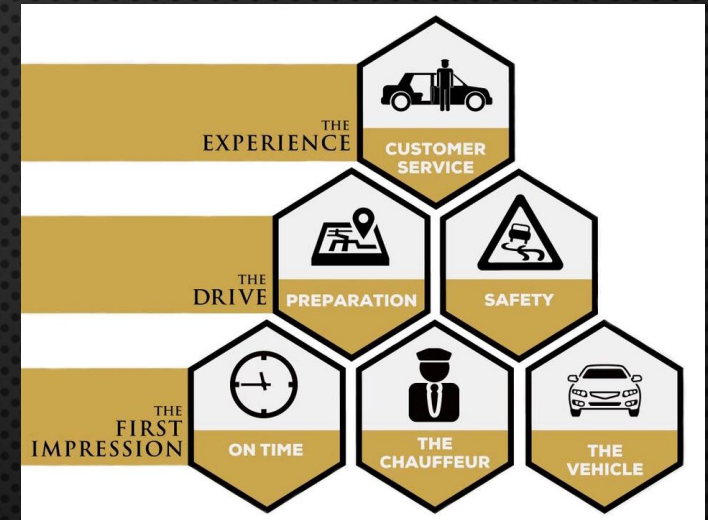 THE
EXPERIENCE
CUSTOMER
SERVICE
THE
DRIVE
PREPARATION
SAFETY
THE
FIRST
IMPRESSION
ON TIME
THE
CHAUFFEUR
THE
VEHICLE